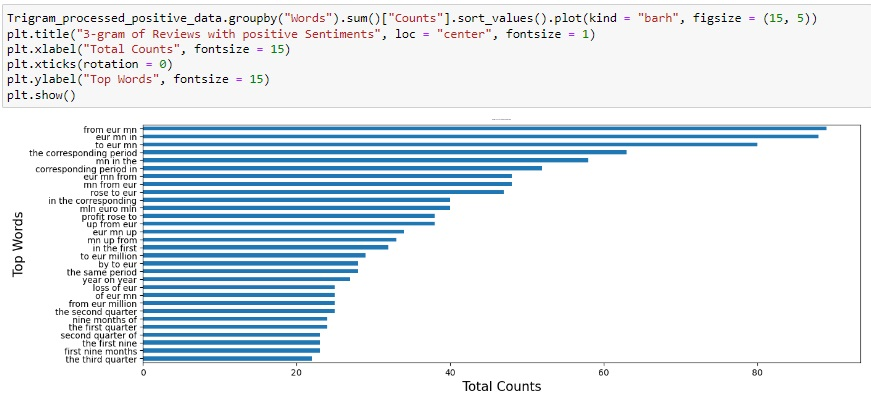 Trigram_processed_positive_data.groupby("Words").sum()["Counts"].sort_values().plot(kind = "barh", figsize = (15, 5))
plt.title("3-gram of Reviews with positive Sentiments", loc = "center", fontsize = 1)
plt.xlabel("Total Counts", fontsize = 15)
plt.xticks(rotation = 0)
plt.ylabel("Top Words", fontsize = 15)
plt.show()
from eur mn
eur mn in
to eur mn
the corresponding period
mn in the
corresponding period in
eur mn from
mn from eur
rose to eur
in the corresponding
mln euro mln
profit rose to
up from eur
eur mn up
mn up from
in the first
to eur million
by to eur
the same period
year on year
loss of eur
of eur mn
from eur million
the second quarter
nine months of
the first quarter
second quarter of
the first nine
first nine months
the third quarter
Top Words
0 20 40 60 80
Total Counts